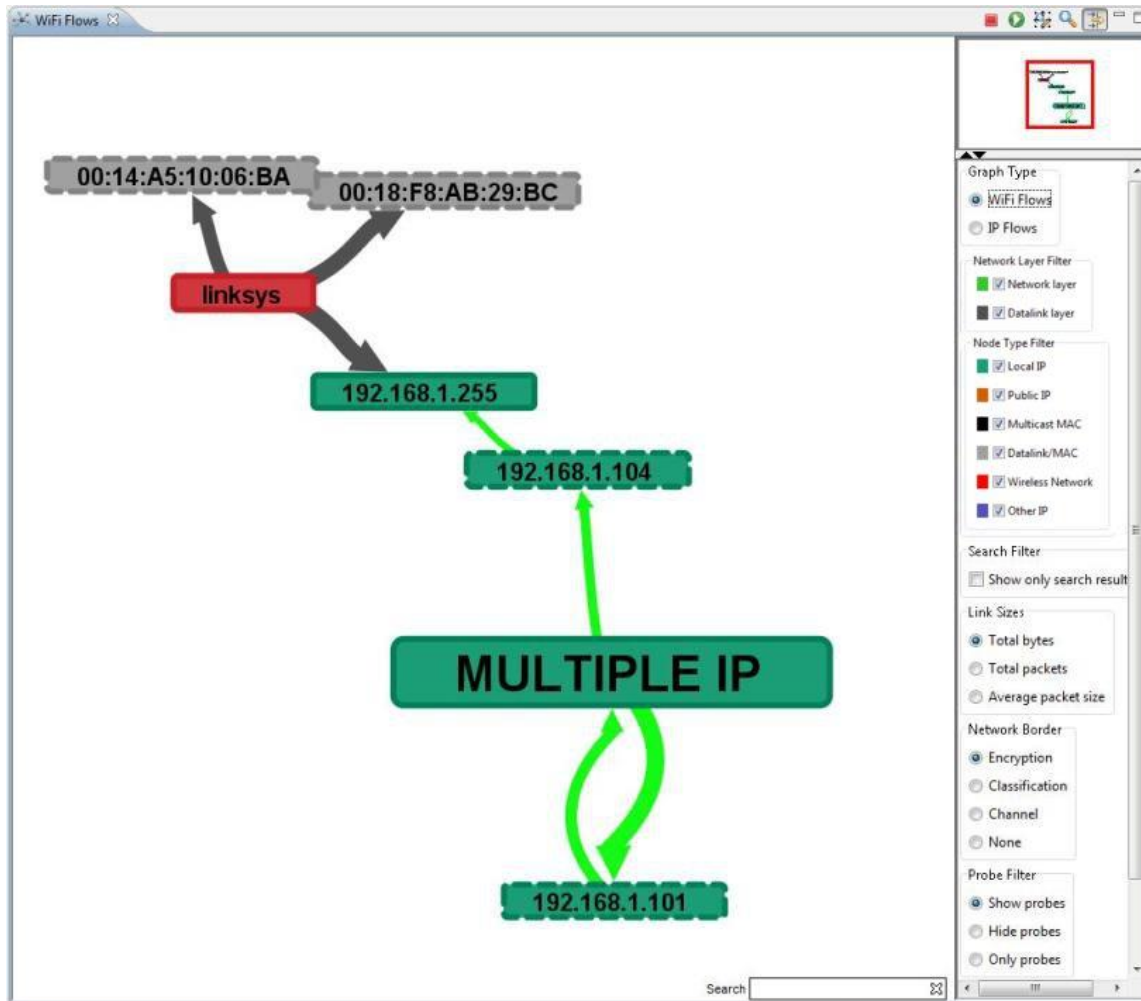 WiFi Flows
00:14:A5:10:06:BA
00:18:F8:AB:29:BC
linksys
192.168.1.255
192.168.1.104
MULTIPLE IP
192.168.1.101
Search
Graph Type
WiFi Flows
IP Flows
Network Layer Filter
Network layer
Datalink layer
Node Type Filter
Local IP
Public IP
Multicast MAC
Datalink/MAC
Wireless Network
Other IP
Search Filter
Show only search result
Link Sizes
Total bytes
Total packets
Average packet size
Network Border
Encryption
Classification
Channel
None
Probe Filter
Show probes
Hide probes
Only probes